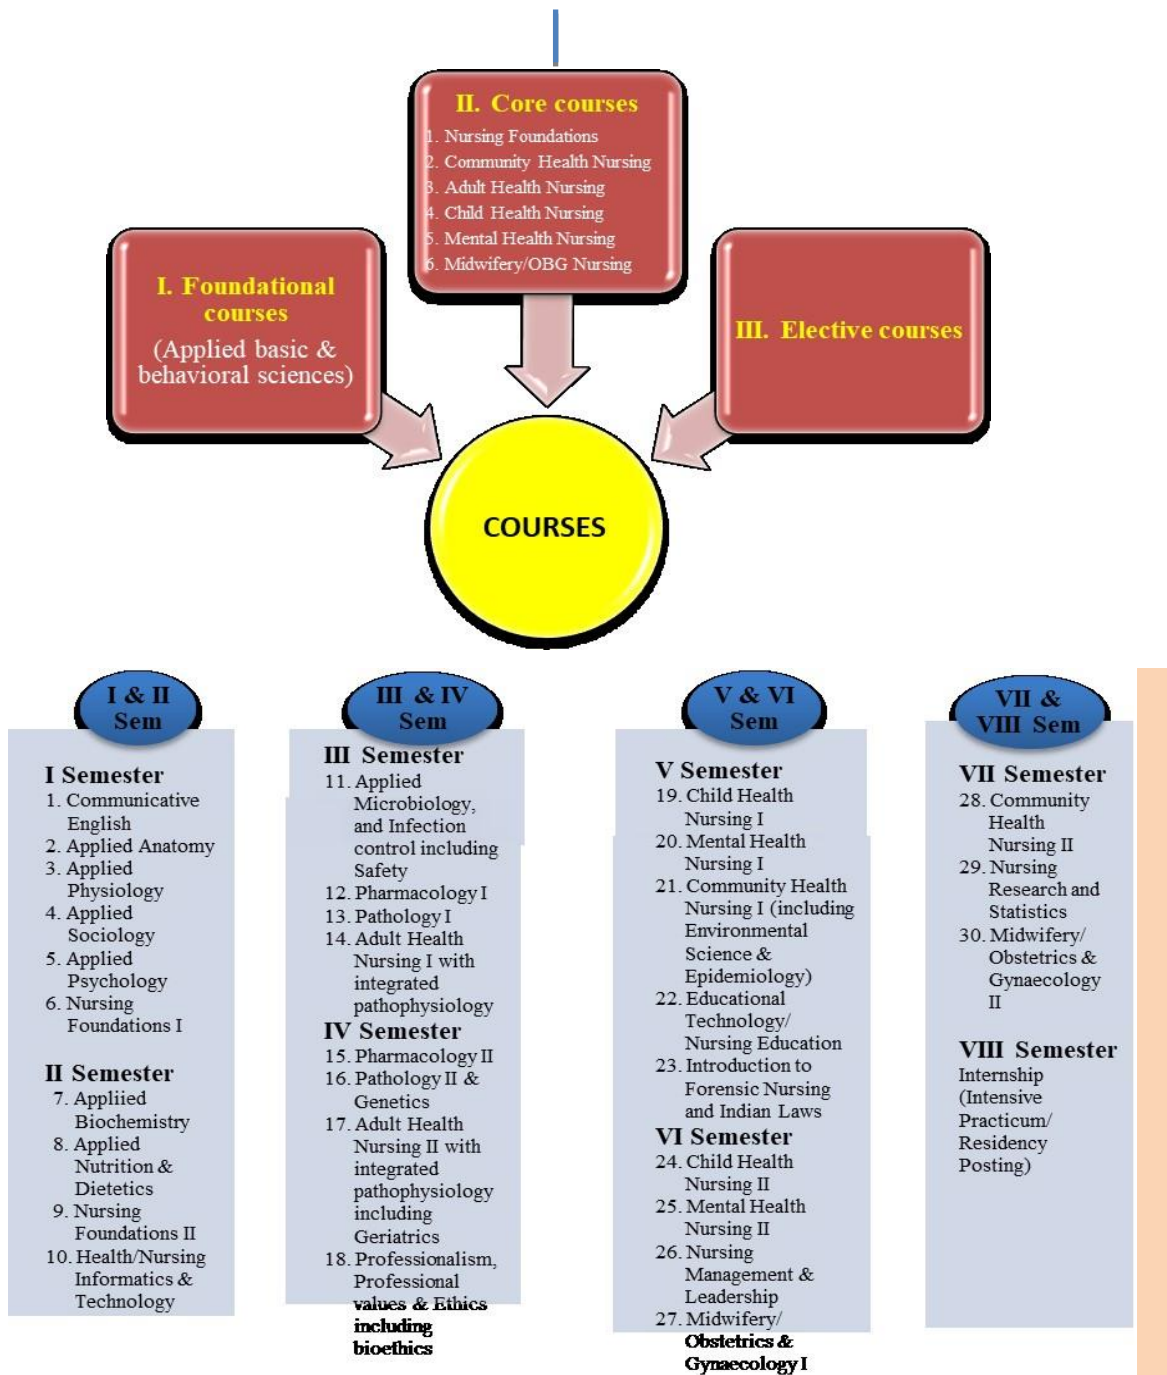 II. Core courses
1. Nursing Foundations
2. Community Health Nursing
3. Adult Health Nursing
4. Child Health Nursing
5. Mental Health Nursing
6. Midwifery/OBG Nursing
I. Foundational
courses
(Applied basic &
behavioral sciences)
III. Elective courses
COURSES
I & II
Sem
I Semester
1. Communicative
English
2. Applied Anatomy
3. Applied
Physiology
4. Applied
Sociology
5. Applied
Psychology
6. Nursing
Foundations I
II Semester
7. Appliied
Biochemistry
8. Applied
Nutrition &
Dietetics
9. Nursing
Foundations II
10. Health/Nursing
Informatics &
Technology
III & IV
Sem
III Semester
11. Applied
Microbiology,
and Infection
control including
Safety
12. Pharmacology I
13. Pathology I
14. Adult Health
Nursing I with
integrated
pathophysiology
IV Semester
15. Pharmacology II
16. Pathology II &
Genetics
17. Adult Health
Nursing II with
integrated
pathophysiology
including
Geriatrics
18. Professionalism,
Professional
values & Ethics
including
bioethics
V & VI
Sem
V Semester
19. Child Health
Nursing I
20. Mental Health
Nursing I
21. Community Health
Nursing I (including
Environmental
Science &
Epidemiology)
22. Educational
Technology/
Nursing Education
23. Introduction to
Forensic Nursing
and Indian Laws
VI Semester
24. Child Health
Nursing II
25. Mental Health
Nursing II
26. Nursing
Management &
Leadership
27. Midwifery/
Obstetrics &
Gynaecology I
VII &
VIII Sem
VII Semester
28. Community
Health
Nursing II
29. Nursing
Research and
Statistics
30. Midwifery/
Obstetrics &
Gynaecology
II
VIII Semester
Internship
(Intensive
Practicum/
Residency
Posting)